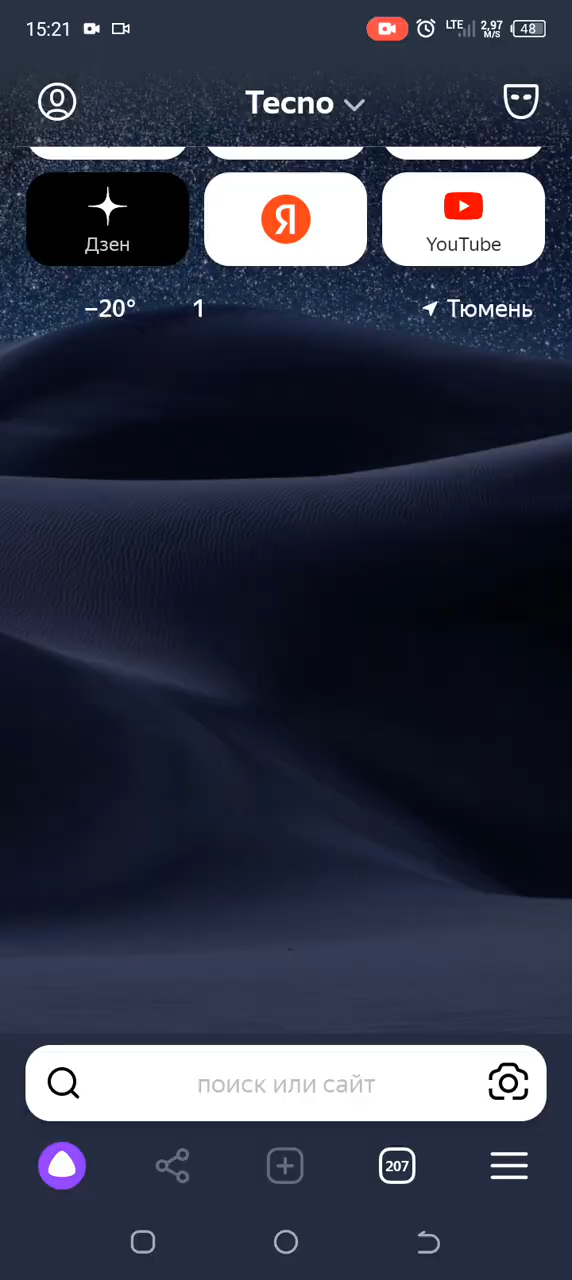 15:21 LTE 2,97 M/S 48
Tecno
Дзен Я YouTube
−20° 1 Тюмень
поиск или сайт
207